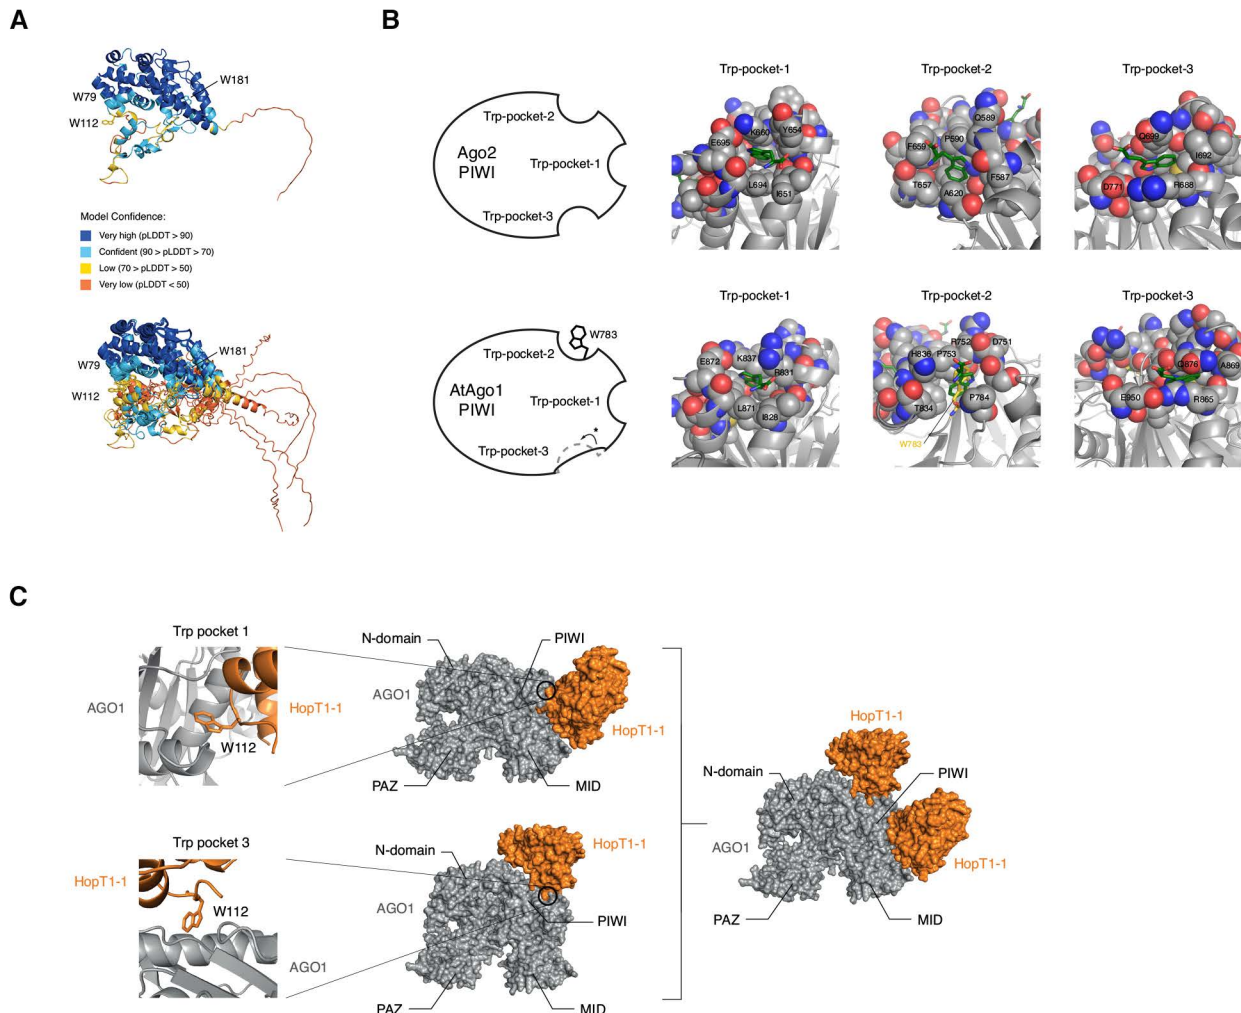 A
W181
W79
W112
Model Confidence:
Very high (pLDDT > 90)
Confident (90 > pLDDT > 70)
Low (70 > pLDDT > 50)
Very low (pLDDT < 50)
W181
W79
W112
B
Trp-pocket-1
Trp-pocket-2
Trp-pocket-3
Trp-pocket-2
Ago2
PIWI
Trp-pocket-1
Trp-pocket-3
K660
Y654
E695
L694
I651
Q589
P590
F659
T657
A620
F587
Q699
I692
D771
R688
Trp-pocket-1
Trp-pocket-2
Trp-pocket-3
W783
Trp-pocket-2
AtAgo1
PIWI
Trp-pocket-1
Trp-pocket-3
*
E872
K837
R831
L871
I828
R752
D751
H836
P753
T834
P784
W783
Q876
A869
E950
R865
C
Trp pocket 1
AGO1
HopT1-1
W112
N-domain
PIWI
AGO1
HopT1-1
PAZ
MID
Trp pocket 3
HopT1-1
W112
AGO1
N-domain
HopT1-1
AGO1
PIWI
PAZ
MID
HopT1-1
N-domain
PIWI
AGO1
HopT1-1
PAZ
MID